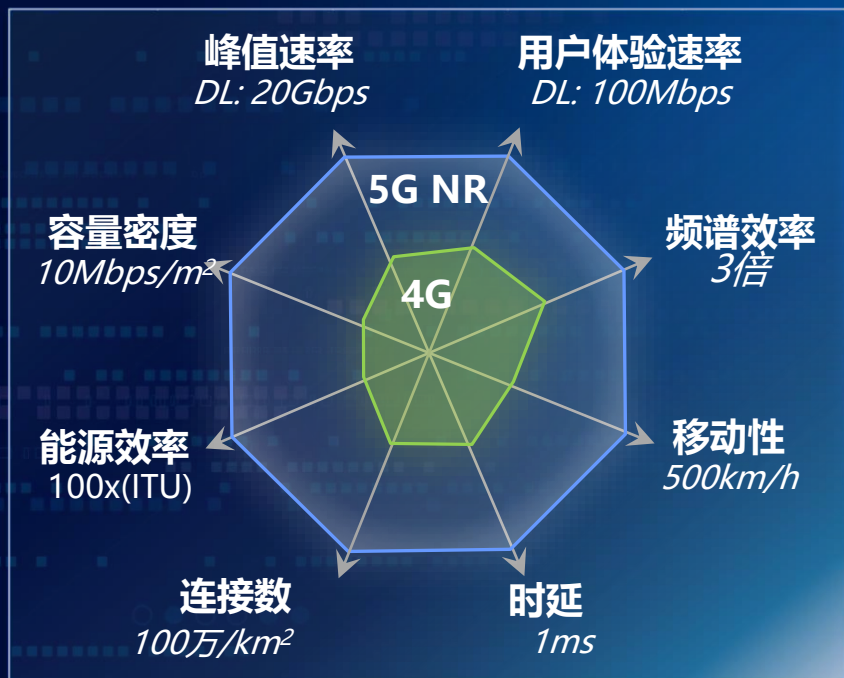 峰值速率
DL: 20Gbps
用户体验速率
DL: 100Mbps
5G NR
容量密度
10Mbps/m²
频谱效率
3倍
4G
能源效率
100x(ITU)
移动性
500km/h
连接数
100万/km²
时延
1ms